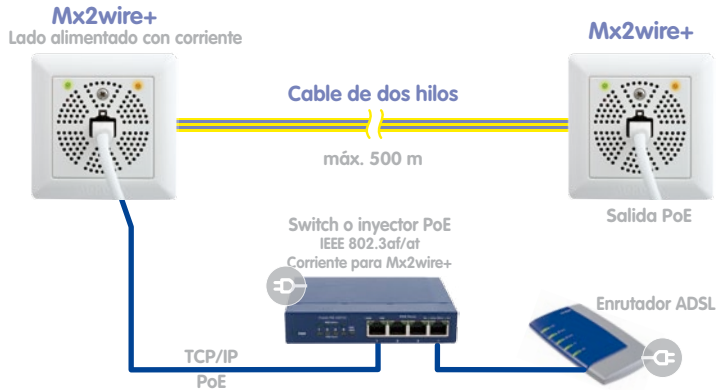 Mx2wire+
Lado alimentado con corriente
Mx2wire+
Cable de dos hilos
máx. 500 m
Salida PoE
Switch o inyector PoE
IEEE 802.3af/at
Corriente para Mx2wire+
Enrutador ADSL
TCP/IP
PoE